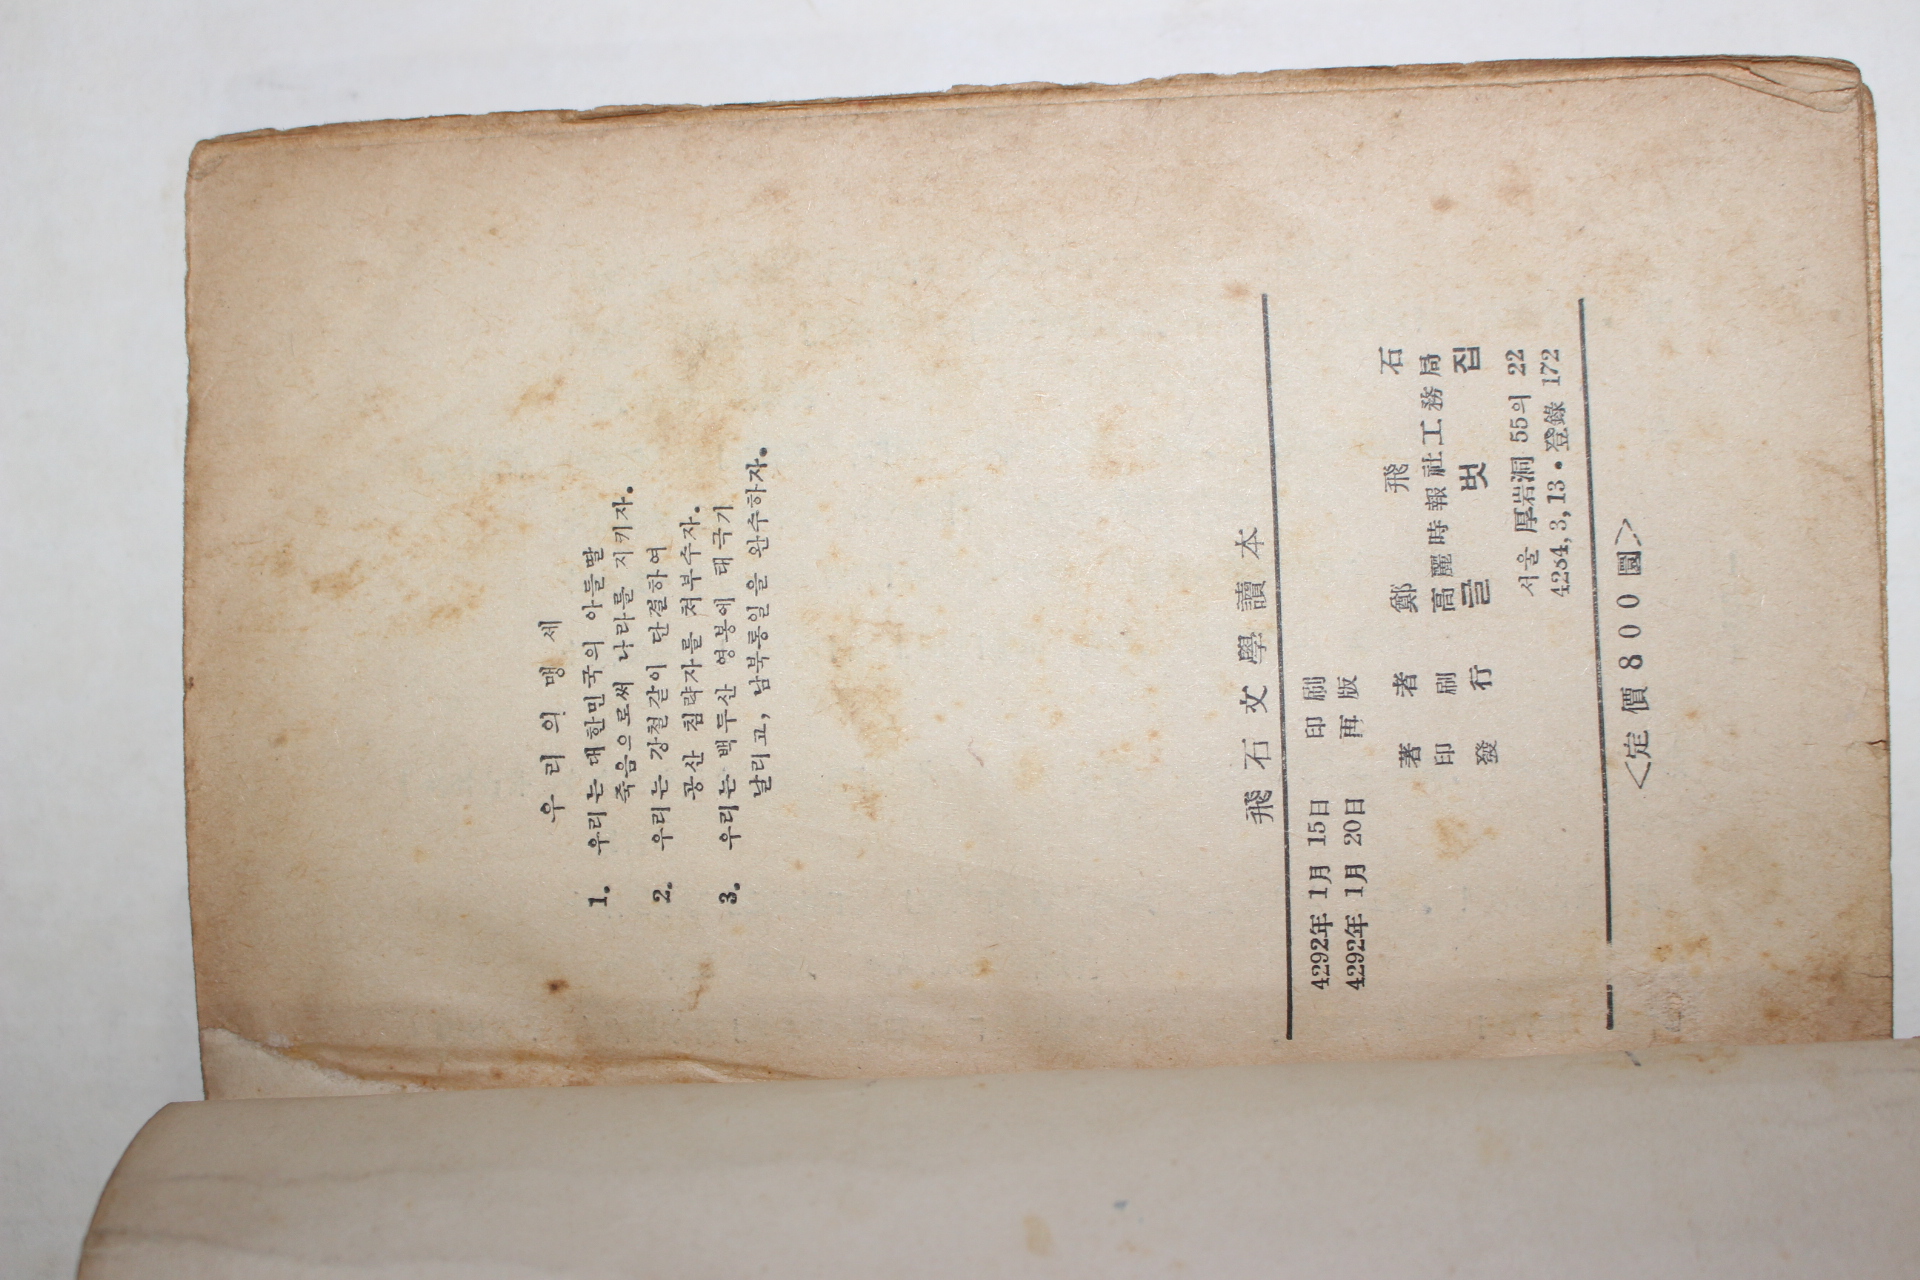 우리의 맹세
1. 우리는 대한민국의 아들딸
죽음으로써 나라를 지키자.
2. 우리는 강철같이 단결하여
공산 침략자를 처부수자.
3. 우리는 백두산 영봉에 태극기
날리고, 남북통일을 완수하자.
飛石文學讀本
4292年 1月 15日 印刷
4292年 1月 20日 再版
著者 鄭飛石
印刷 高麗時報社工務局
發行 글벗집
서울 厚岩洞 55의 22
4284, 3, 13 • 登錄 172
<定價 800圜>